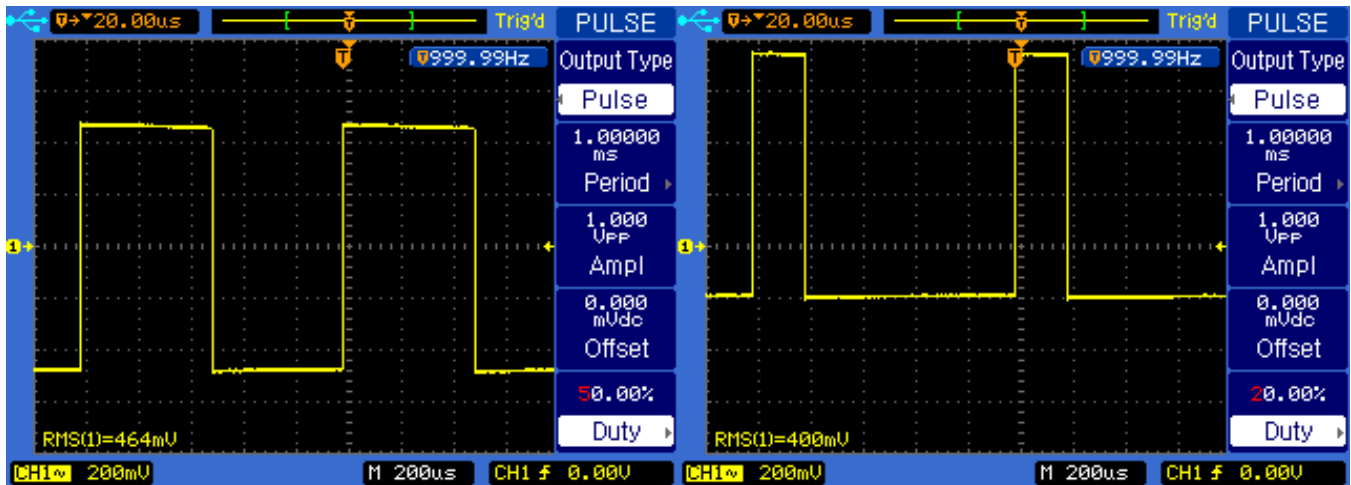 20.00us
T
Trig'd
PULSE
T
999.99Hz
Output Type
Pulse
1.00000
ms
Period
1.000
VPP
Ampl
0.000
mVdc
Offset
50.00%
Duty
1
RMS(1)=464mV
CH1~ 200mV
M 200us
CH1 0.00V
20.00us
T
Trig'd
PULSE
T
999.99Hz
Output Type
Pulse
1.00000
ms
Period
1.000
VPP
Ampl
0.000
mVdc
Offset
20.00%
Duty
1
RMS(1)=400mV
CH1~ 200mV
M 200us
CH1 0.00V